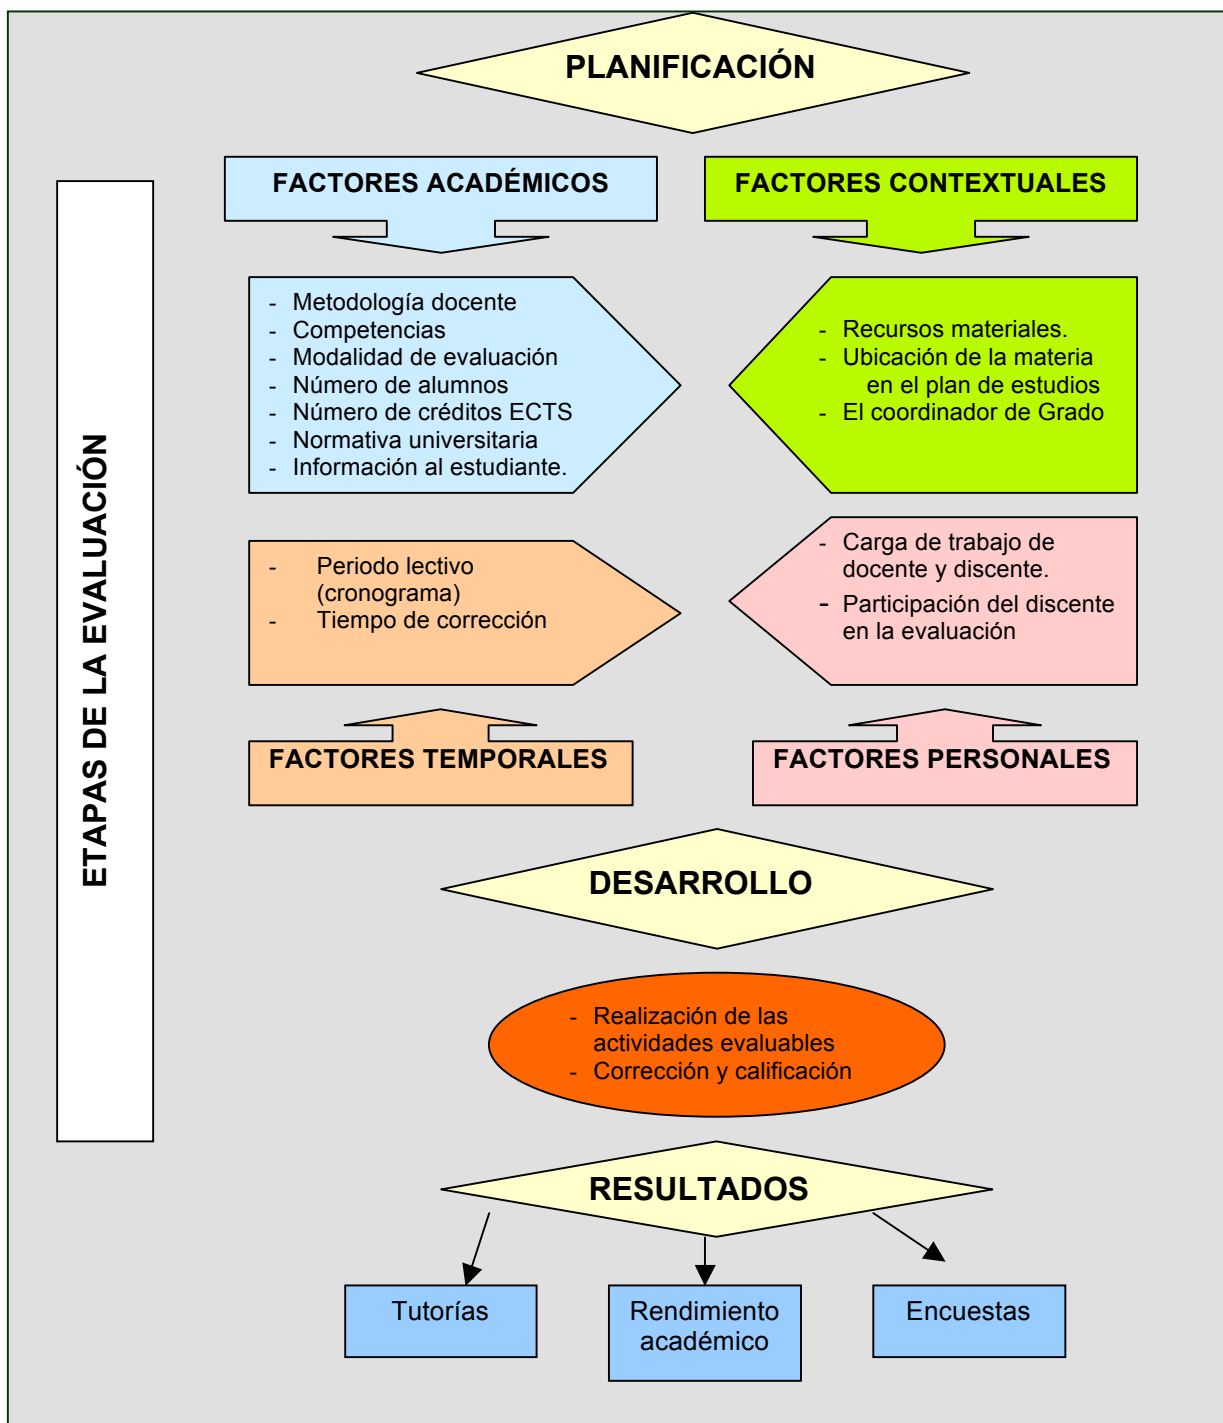 PLANIFICACIÓN
ETAPAS DE LA EVALUACIÓN
FACTORES ACADÉMICOS
- Metodología docente
- Competencias
- Modalidad de evaluación
- Número de alumnos
- Número de créditos ECTS
- Normativa universitaria
- Información al estudiante.
FACTORES CONTEXTUALES
- Recursos materiales.
- Ubicación de la materia
en el plan de estudios
- El coordinador de Grado
- Periodo lectivo
(cronograma)
- Tiempo de corrección
FACTORES TEMPORALES
- Carga de trabajo de
docente y discente.
- Participación del discente
en la evaluación
FACTORES PERSONALES
DESARROLLO
- Realización de las
actividades evaluables
- Corrección y calificación
RESULTADOS
Tutorías
Rendimiento
académico
Encuestas